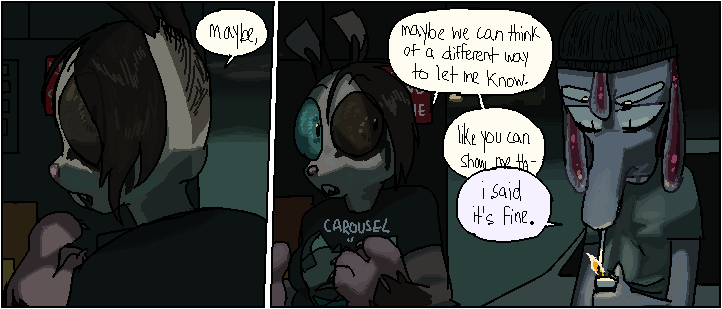 maybe,
maybe we can think
of a different way
to let me know.
like you can
show me th-
i said
it's fine.
CAROUSEL